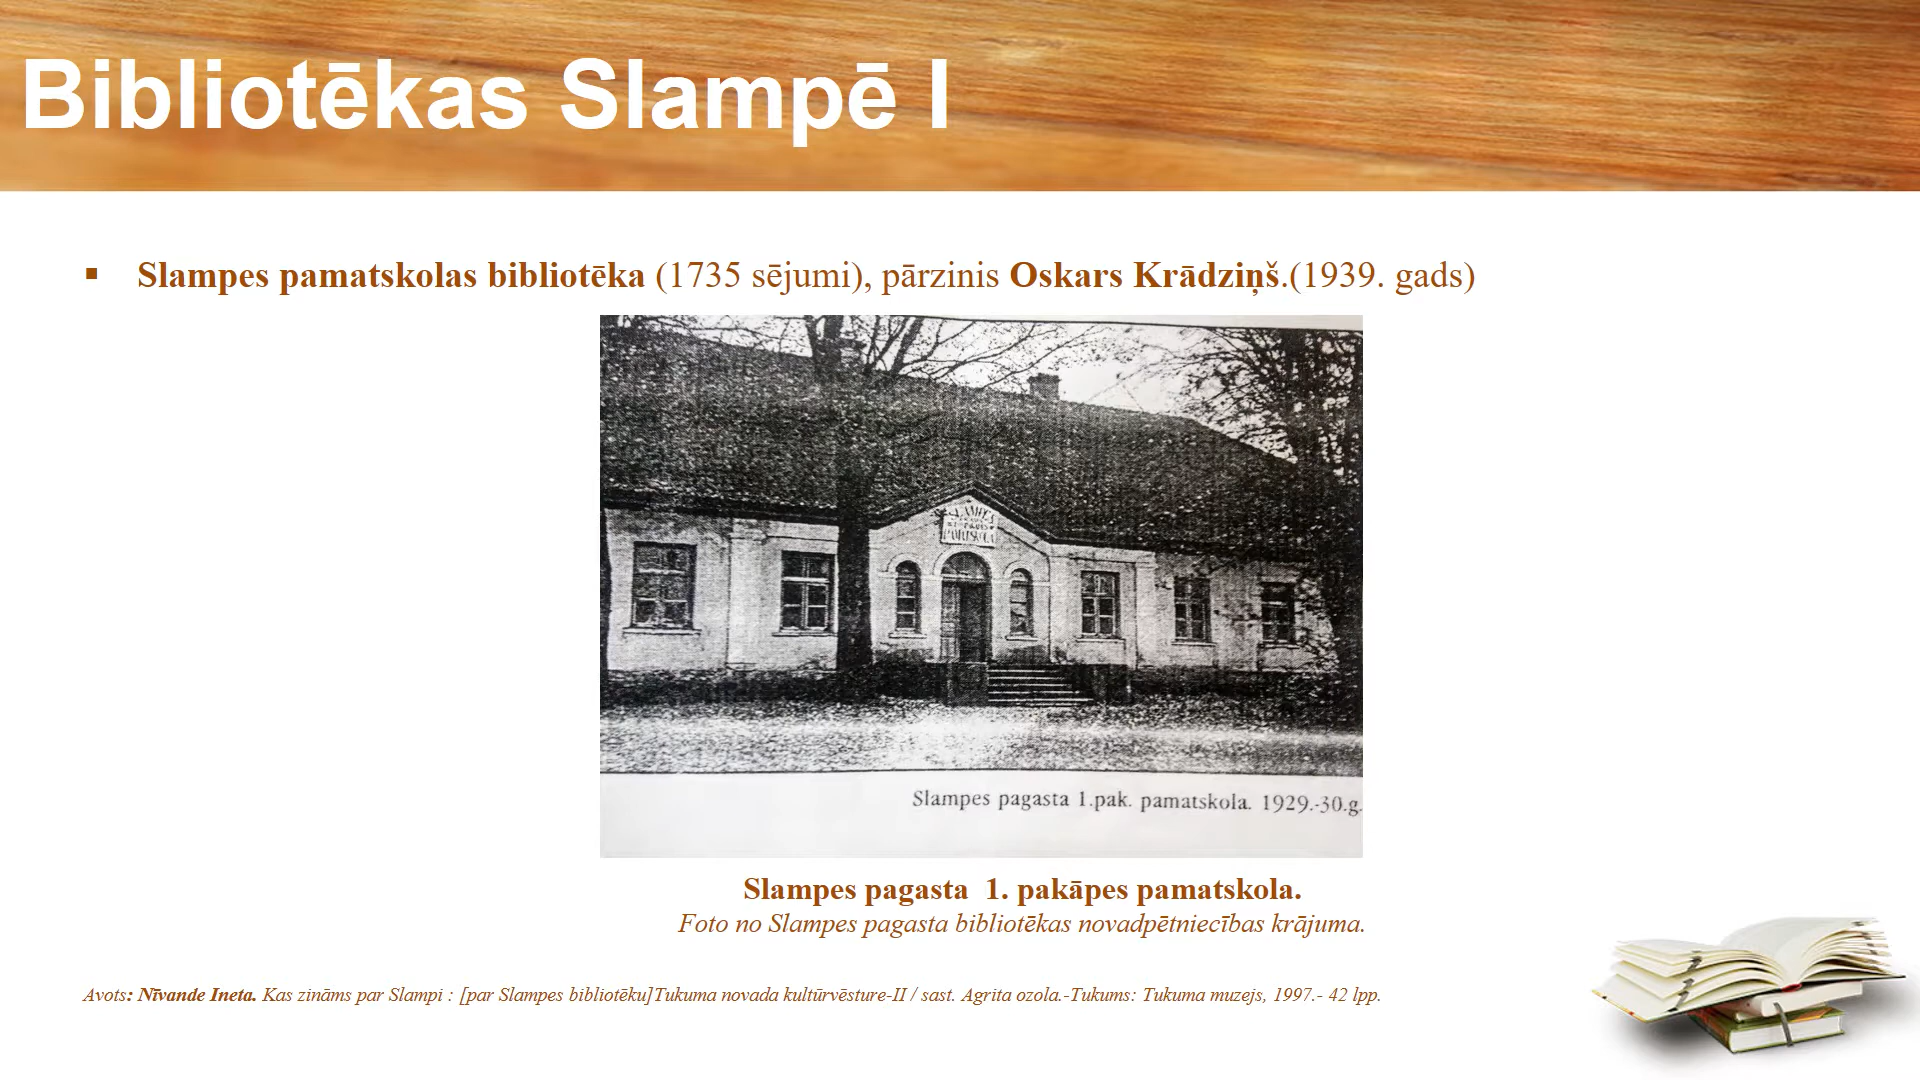 Bibliotēkas Slampē I
▪ Slampes pamatskolas bibliotēka (1735 sējumi), pārzinis Oskars Krādziņš.(1939. gads)
SLAMPES
Slampes pagasta 1.pak. pamatskola. 1929.-30.g.
Slampes pagasta 1. pakāpes pamatskola.
Foto no Slampes pagasta bibliotēkas novadpētniecības krājuma.
Avots: Nīvande Ineta. Kas zināms par Slampi : [par Slampes bibliotēku]Tukuma novada kultūrvēsture-II / sast. Agrita ozola.-Tukums: Tukuma muzejs, 1997.- 42 lpp.